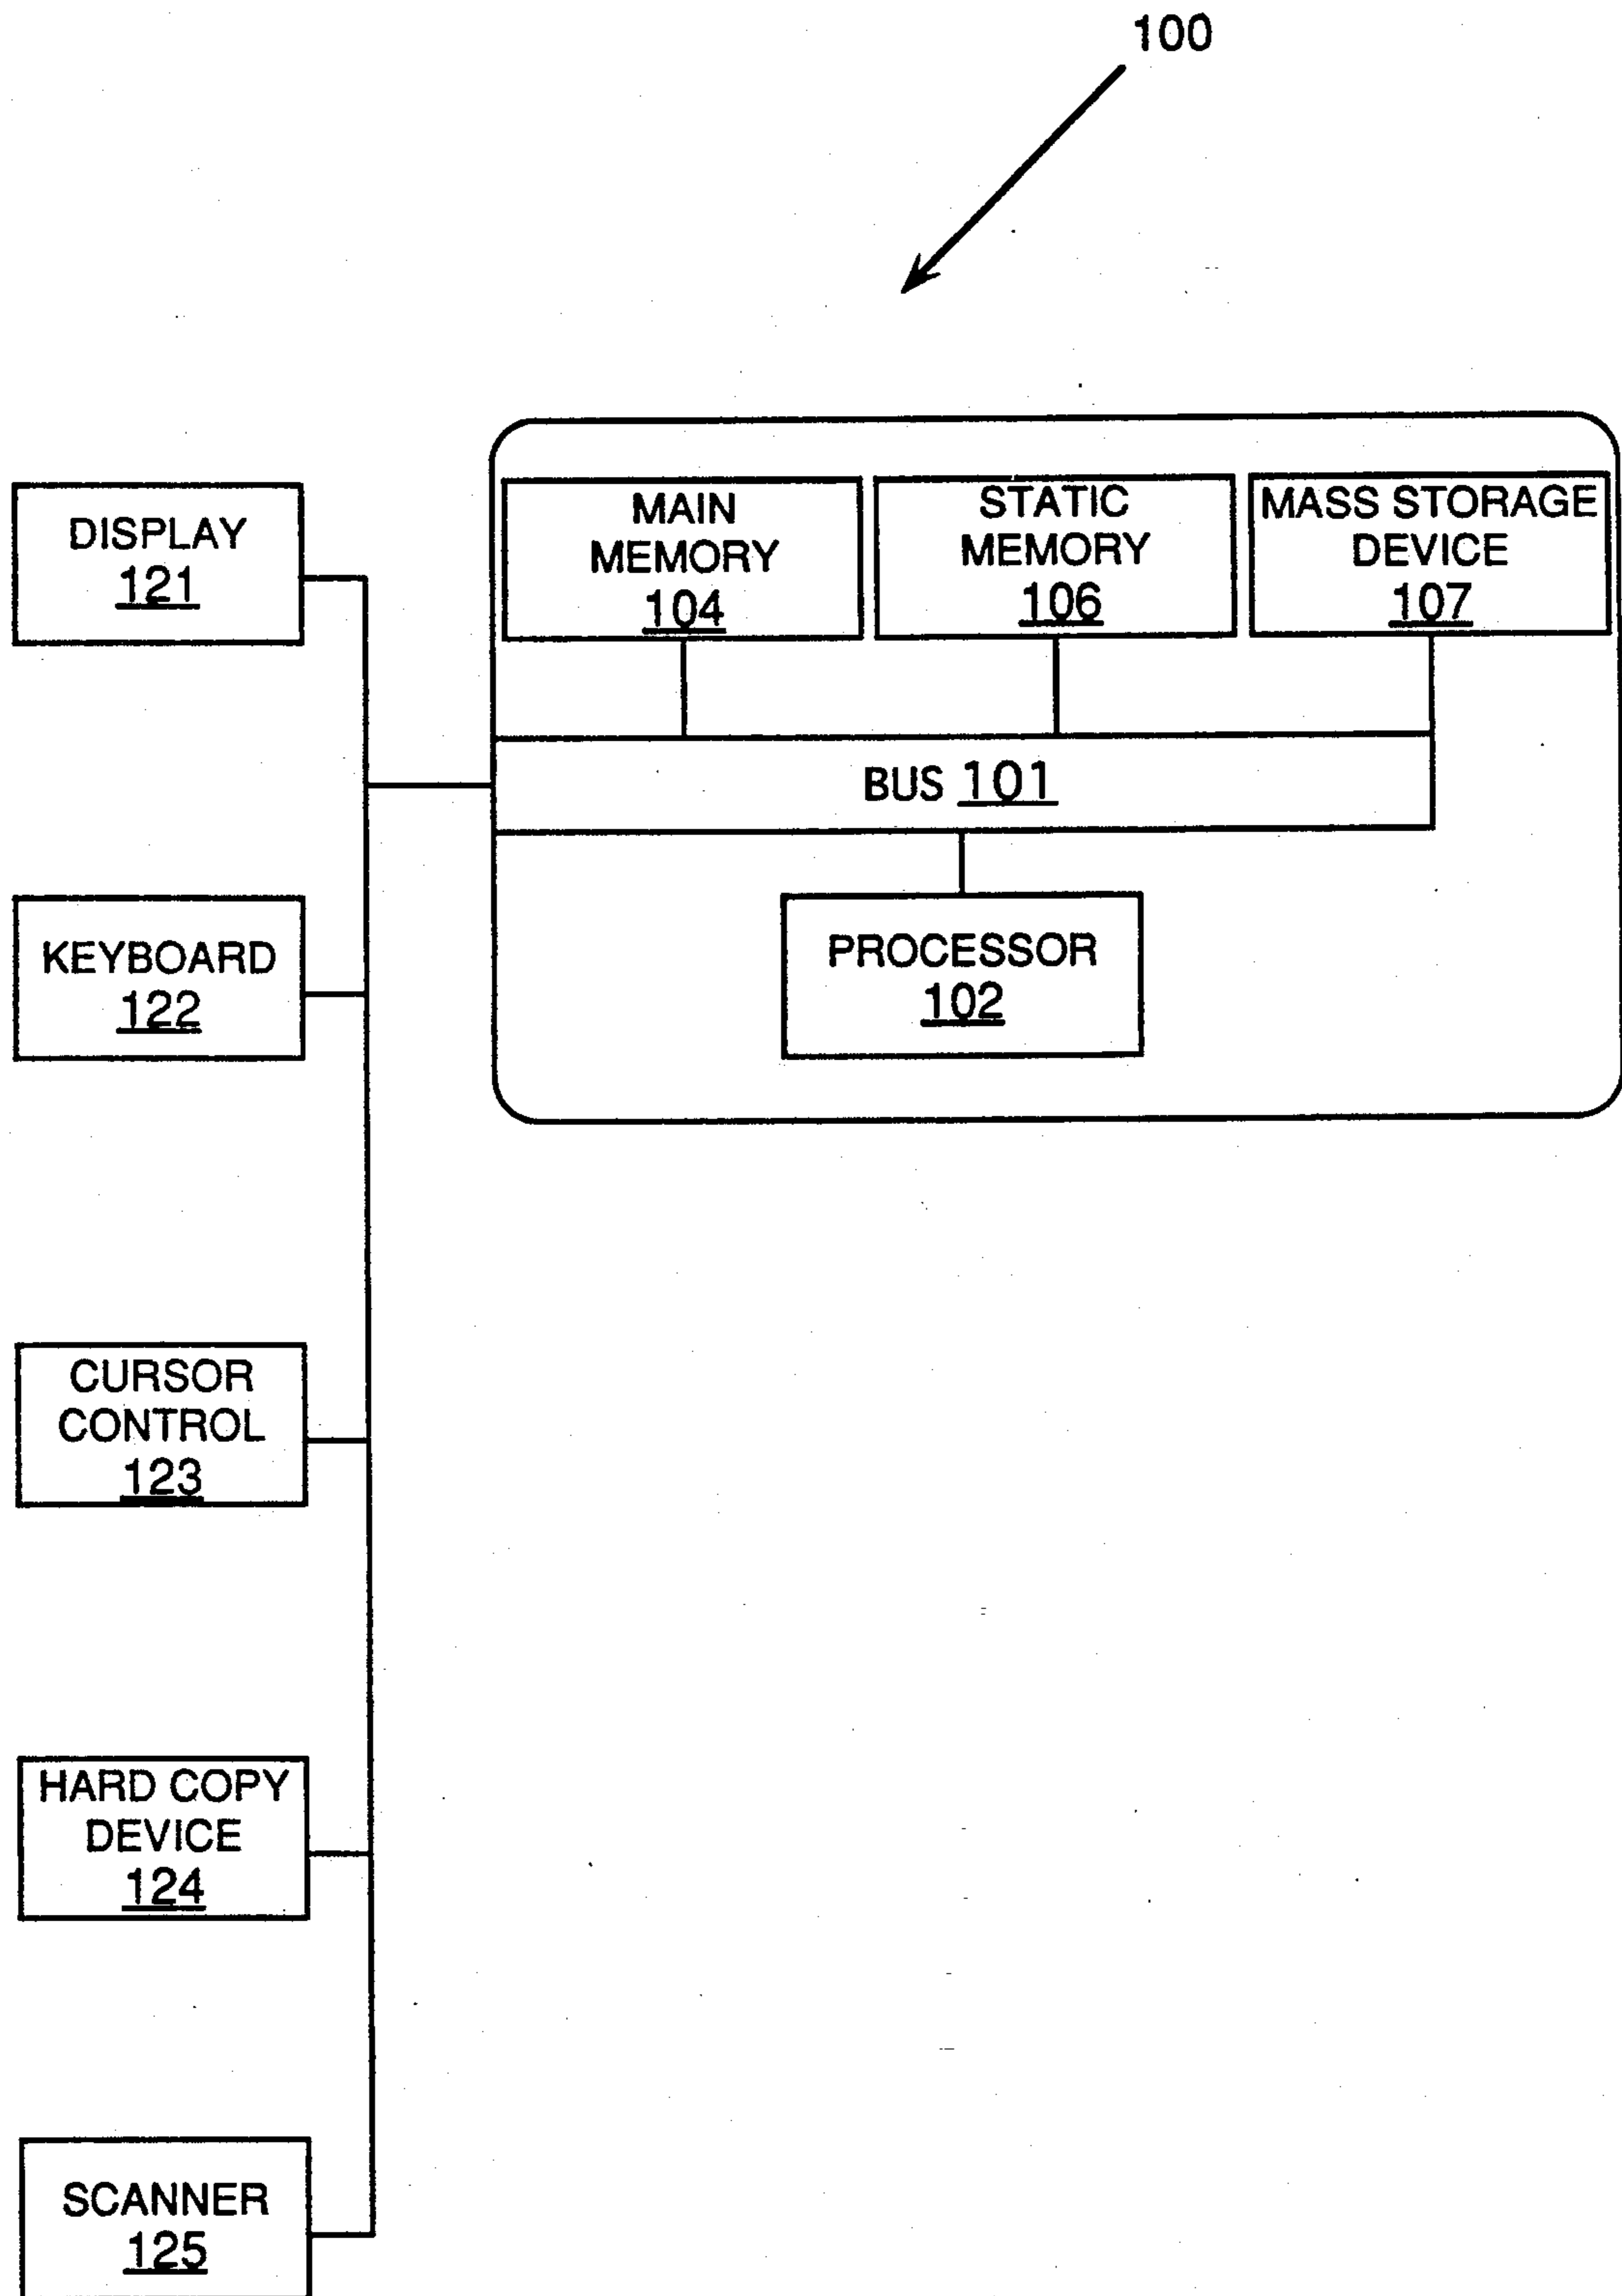 100
DISPLAY
121
MAIN
MEMORY
104
STATIC
MEMORY
106
MASS STORAGE
DEVICE
107
BUS 101
KEYBOARD
122
PROCESSOR
102
CURSOR
CONTROL
123
HARD COPY
DEVICE
124
SCANNER
125